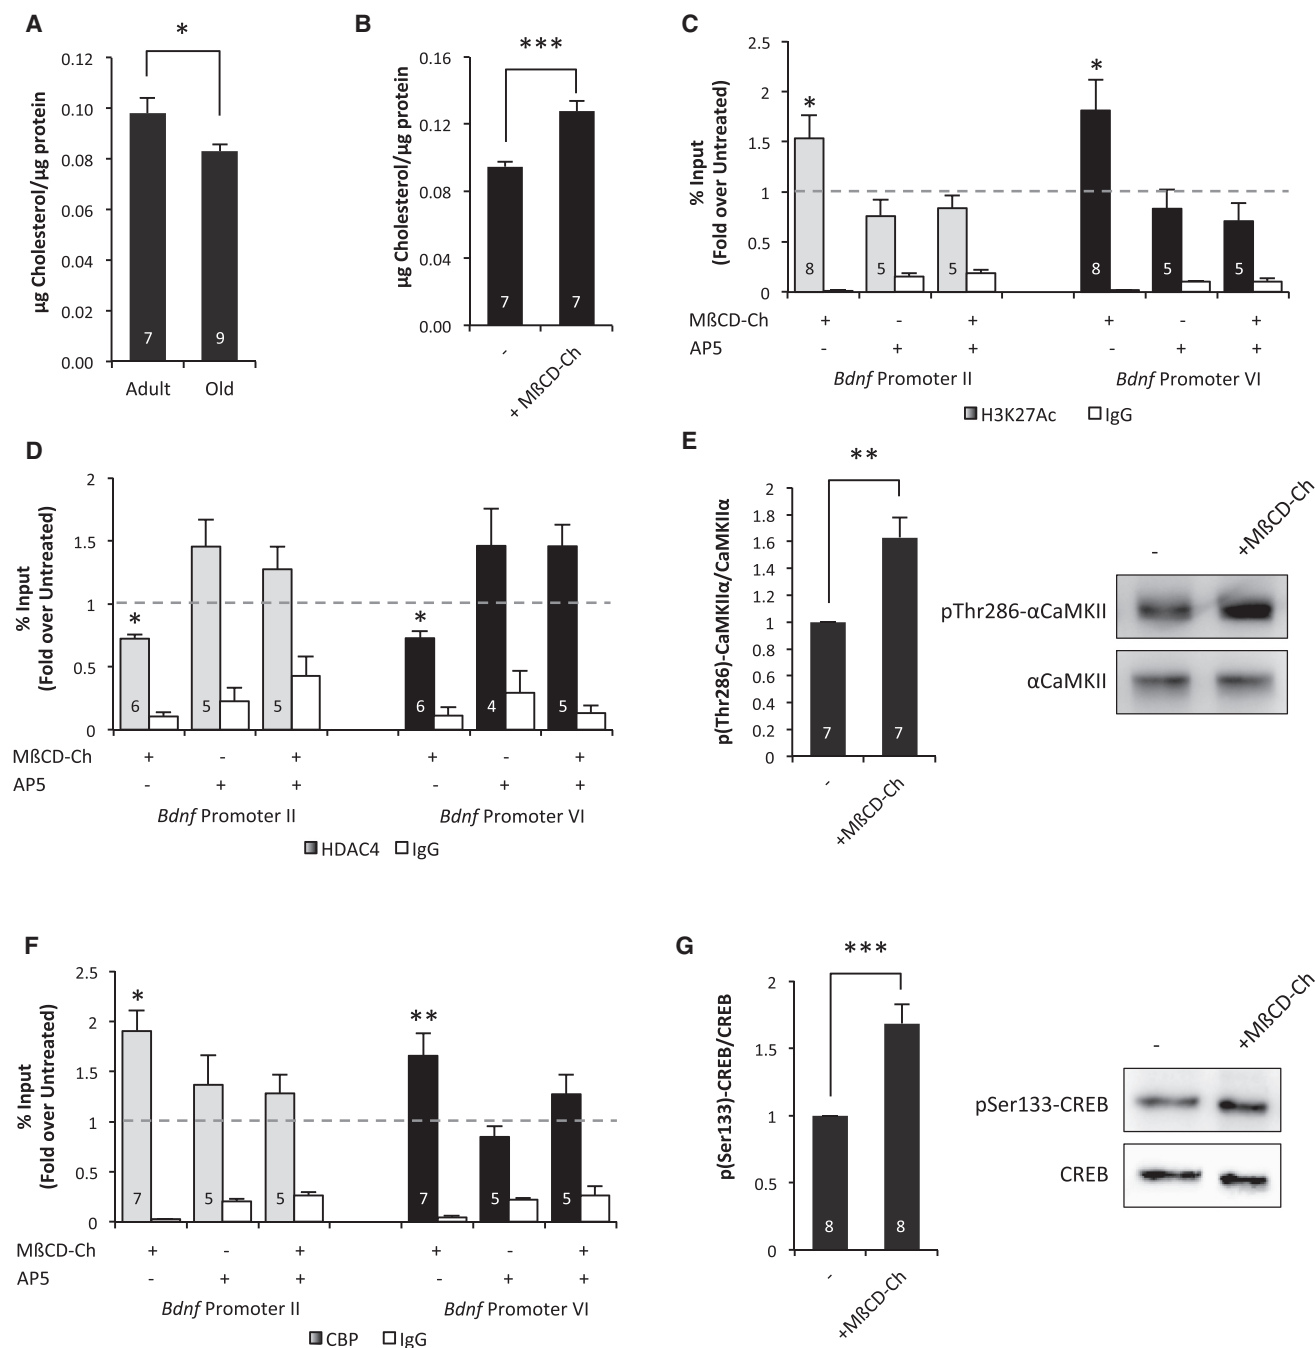 A
*
µg Cholesterol/µg protein
0.12
0.10
0.08
0.06
0.04
0.02
0.00
7
9
Adult
Old
B
***
µg Cholesterol/µg protein
0.16
0.12
0.08
0.04
0.00
7
7
-
+ MßCD-Ch
C
% Input
(Fold over Untreated)
2.5
2
1.5
1
0.5
0
*
*
8
5
5
8
5
5
MßCD-Ch + - + + - +
AP5 - + + - + +
Bdnf Promoter II
Bdnf Promoter VI
H3K27Ac
IgG
D
% Input
(Fold over Untreated)
2
1.5
1
0.5
0
*
*
6
5
5
6
4
5
MßCD-Ch + - + + - +
AP5 - + + - + +
Bdnf Promoter II
Bdnf Promoter VI
HDAC4
IgG
E
**
p(Thr286)-CaMKIIα/CaMKIIα
2
1.8
1.6
1.4
1.2
1
0.8
0.6
0.4
0.2
0
7
7
-
+MßCD-Ch
-
+MßCD-Ch
pThr286-αCaMKII
αCaMKII
F
% Input
(Fold over Untreated)
2.5
2
1.5
1
0.5
0
*
**
7
5
5
7
5
5
MßCD-Ch + - + + - +
AP5 - + + - + +
Bdnf Promoter II
Bdnf Promoter VI
CBP
IgG
G
***
p(Ser133)-CREB/CREB
2
1.5
1
0.5
0
8
8
-
+MßCD-Ch
-
+MßCD-Ch
pSer133-CREB
CREB